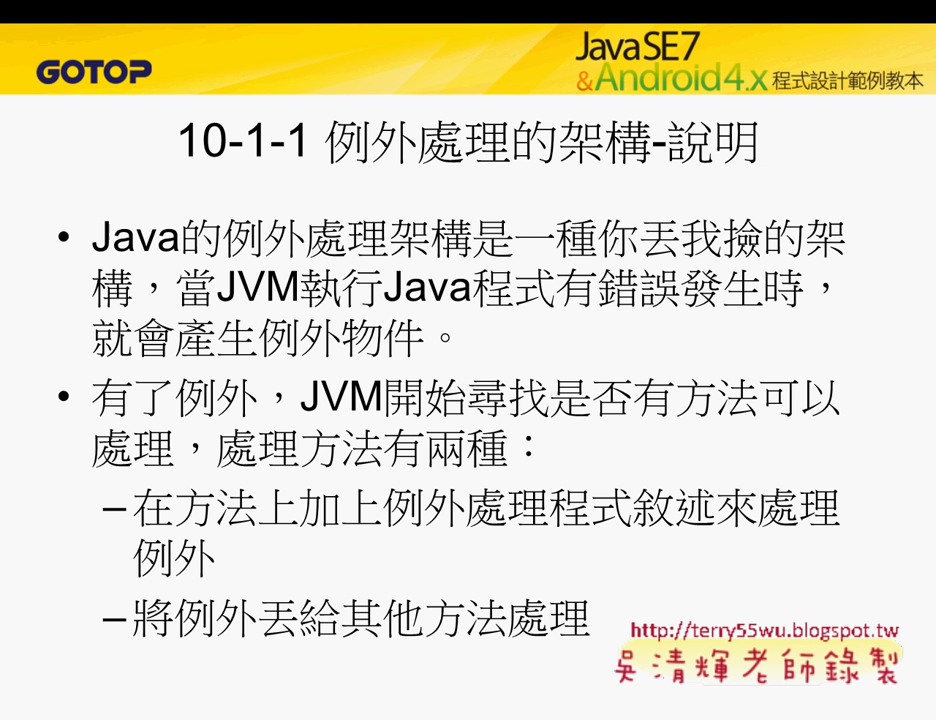 GOTOP
Java SE 7
&Android 4.x 程式設計範例教本
10-1-1 例外處理的架構-說明
• Java的例外處理架構是一種你丟我撿的架
構，當JVM執行Java程式有錯誤發生時，
就會產生例外物件。
• 有了例外，JVM開始尋找是否有方法可以
處理，處理方法有兩種：
–在方法上加上例外處理程式敘述來處理
例外
–將例外丟給其他方法處理
http://terry55wu.blogspot.tw
吳清輝老師錄製